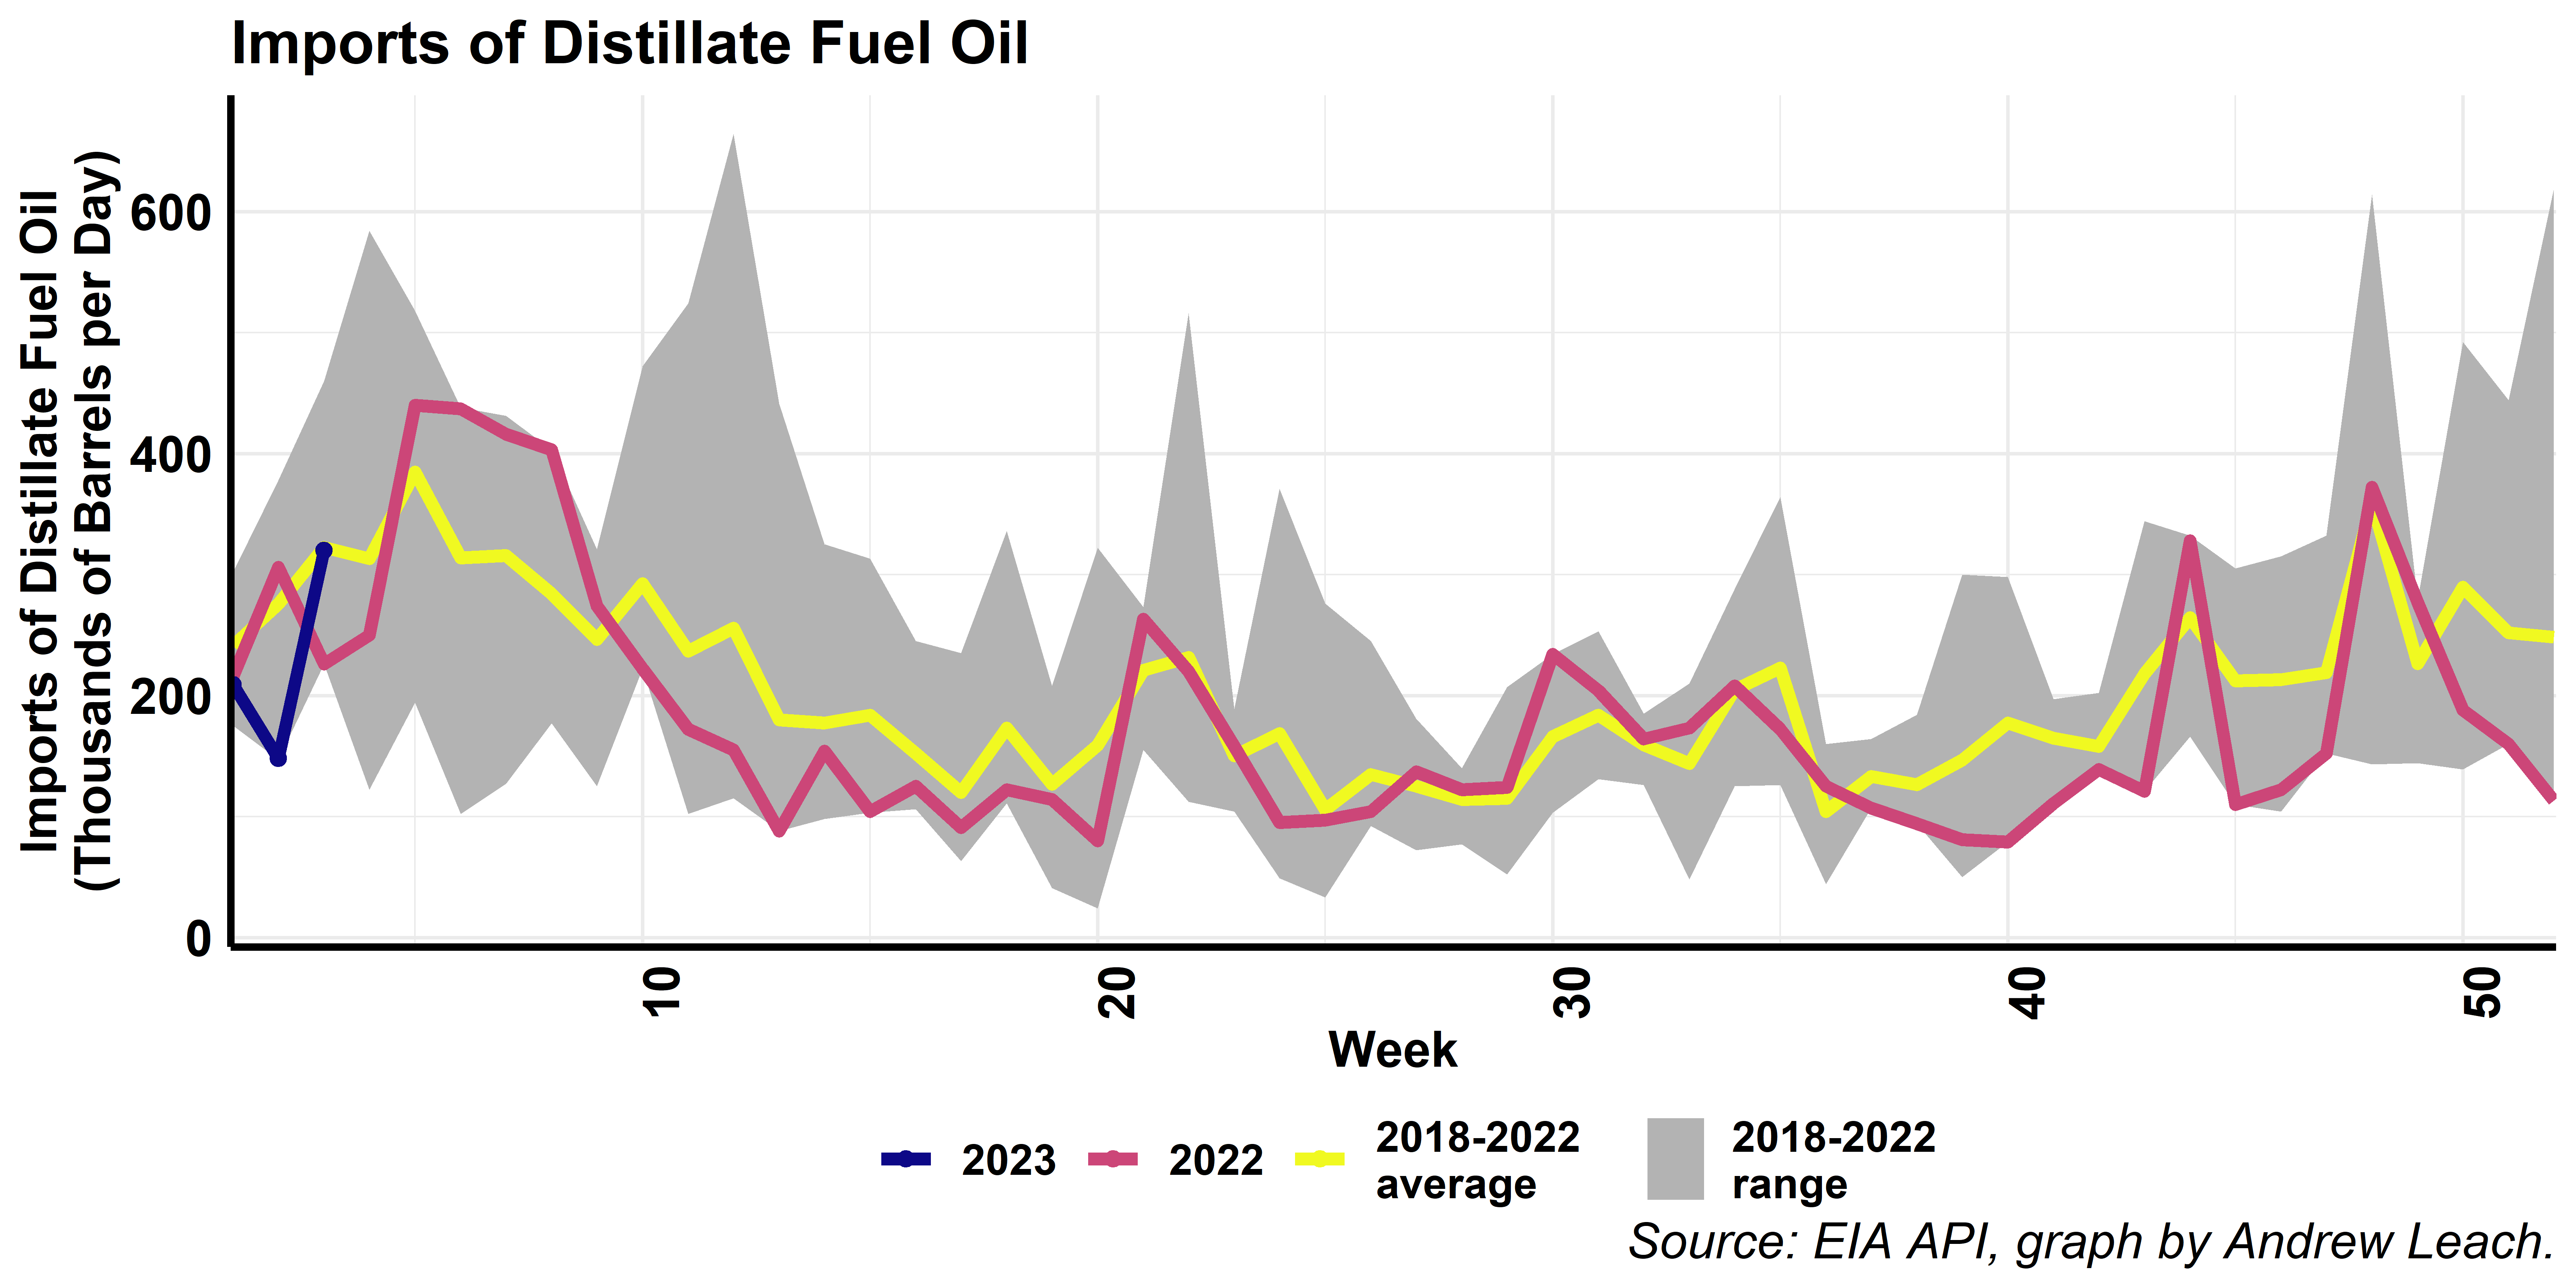 Imports of Distillate Fuel Oil
Imports of Distillate Fuel Oil
(Thousands of Barrels per Day)
600
400
200
0
10
20
30
40
50
Week
2023
2022
2018-2022
average
2018-2022
range
Source: EIA API, graph by Andrew Leach.